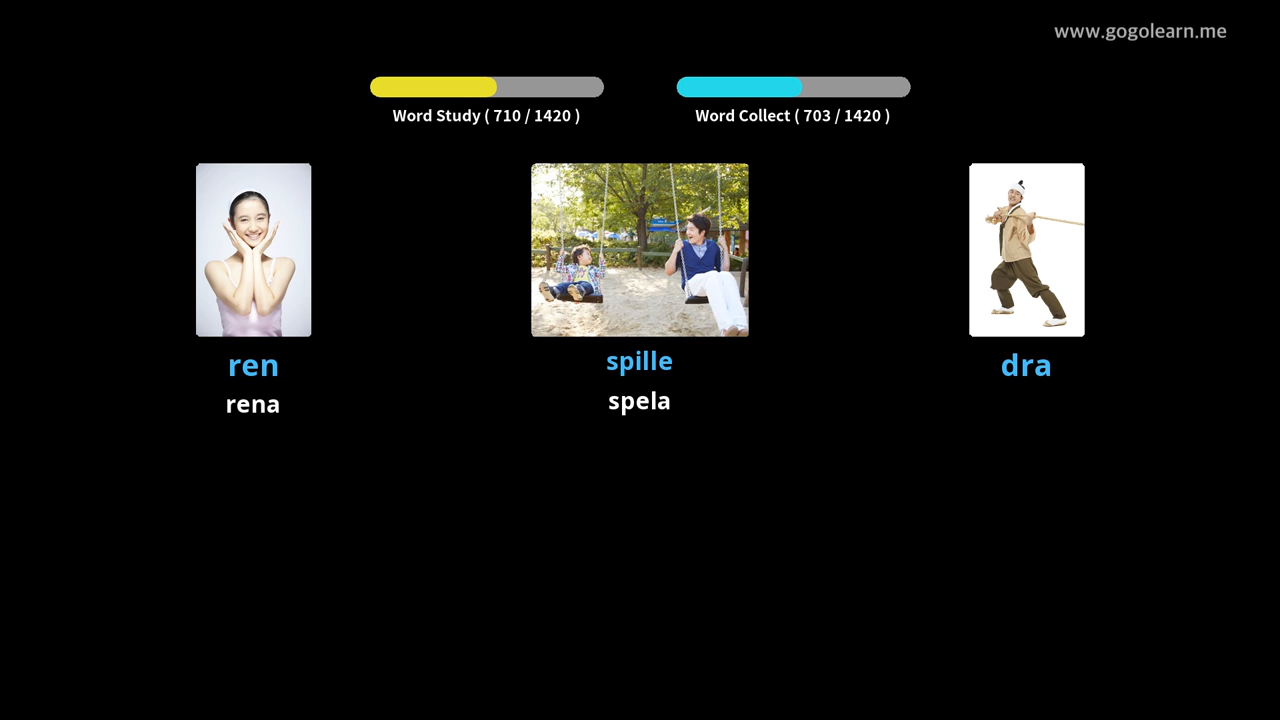 www.gogolearn.me
Word Study ( 710 / 1420 )
Word Collect ( 703 / 1420 )
ren
rena
spille
spela
dra